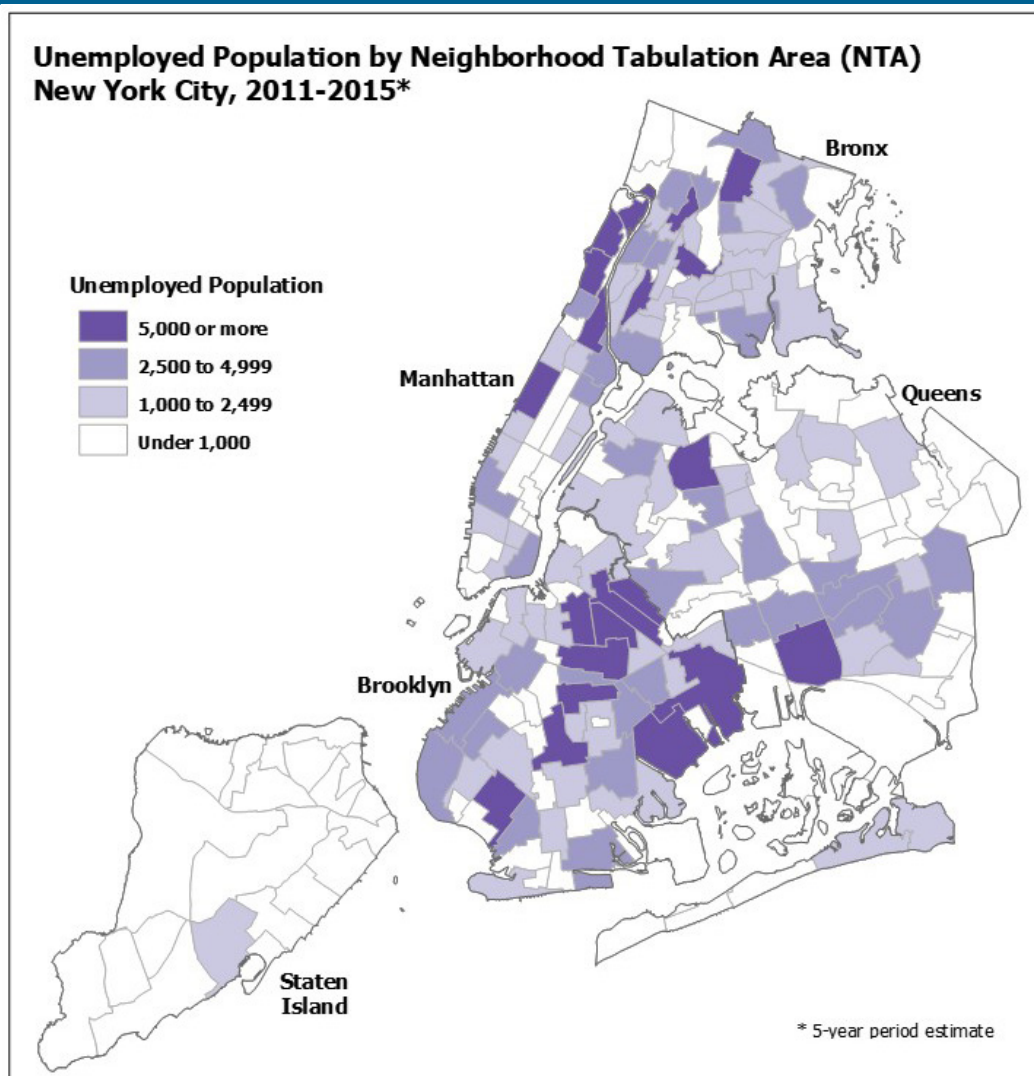 Unemployed Population by Neighborhood Tabulation Area (NTA)
New York City, 2011-2015*
Bronx
Unemployed Population
5,000 or more
2,500 to 4,999
1,000 to 2,499
Under 1,000
Manhattan
Queens
Brooklyn
Staten
Island
* 5-year period estimate